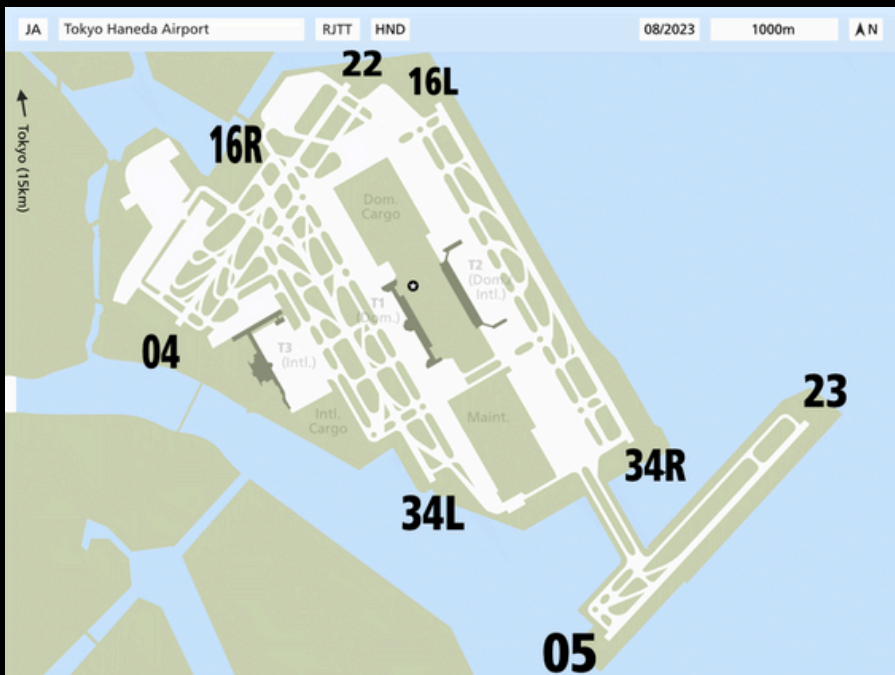 JA
Tokyo Haneda Airport
RJTT
HND
08/2023
1000m
N
22
16L
16R
Tokyo (15km)
Dom.
Cargo
T2
(Dom.
Intl.)
T1
(Dom.)
04
T3
(Intl.)
23
Intl.
Cargo
Maint.
34R
34L
05